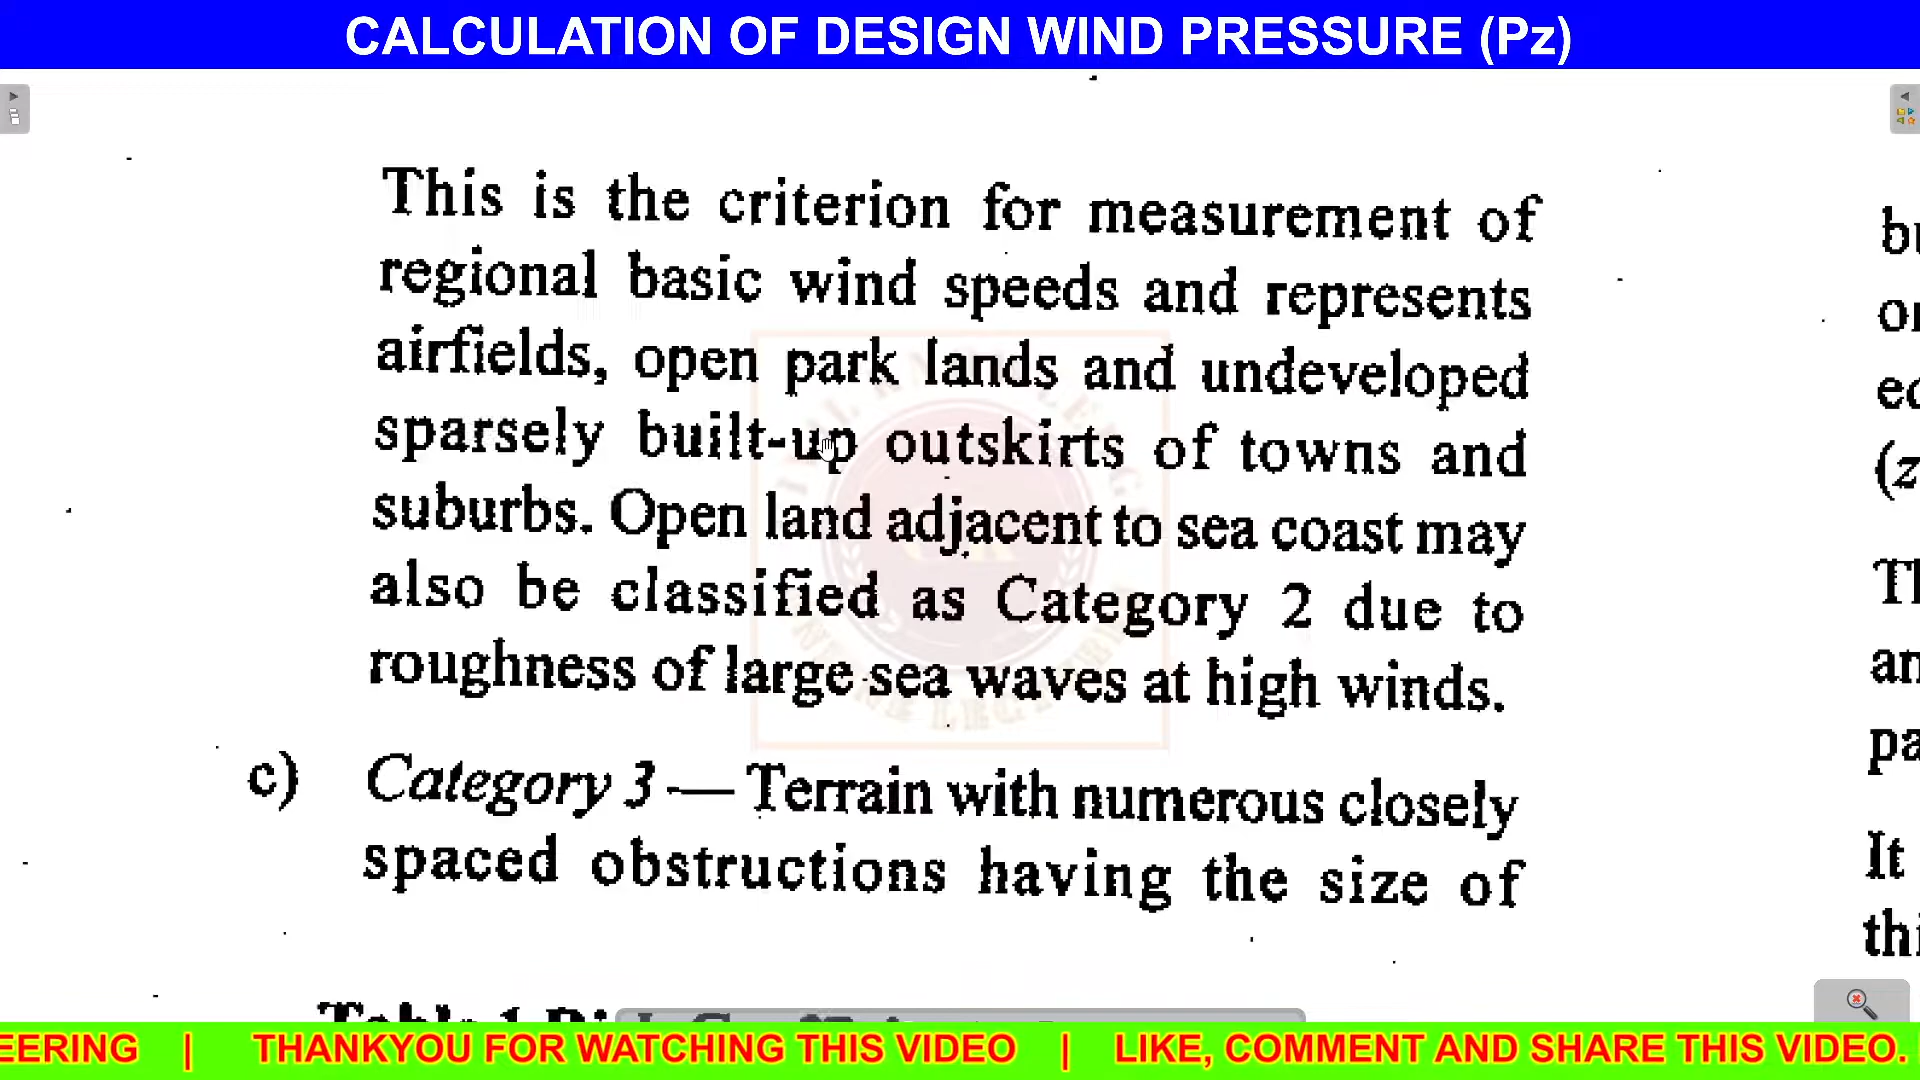 CALCULATION OF DESIGN WIND PRESSURE (Pz)
This is the criterion for measurement of
regional basic wind speeds and represents
airfields, open park lands and undeveloped
sparsely built-up outskirts of towns and
suburbs. Open land adjacent to sea coast may
also be classified as Category 2 due to
roughness of large sea waves at high winds.
c) Category 3 — Terrain with numerous closely
spaced obstructions having the size of
(z
It
Table 1
EERING | THANKYOU FOR WATCHING THIS VIDEO | LIKE, COMMENT AND SHARE THIS VIDEO.